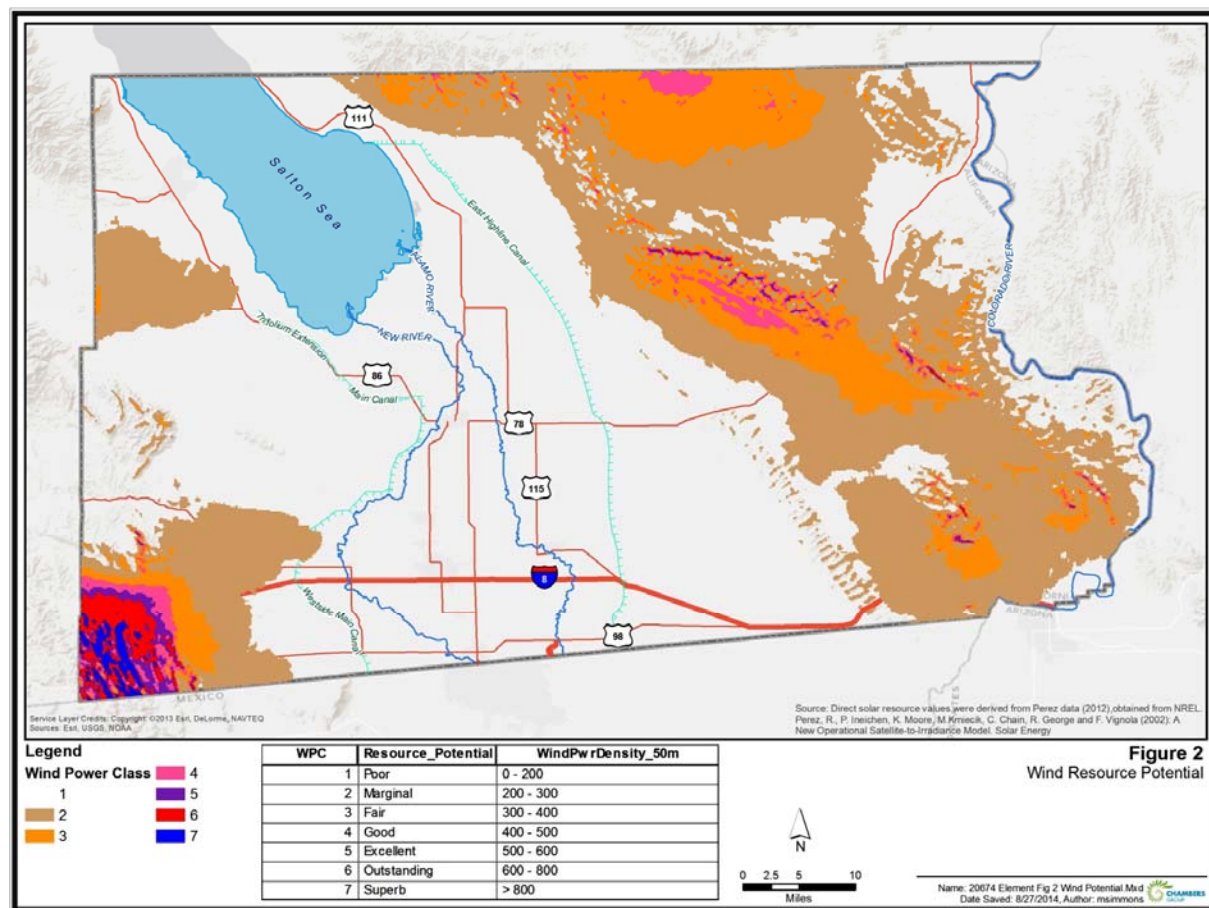 111
Salton Sea
East Highline Canal
ARIZONA
CALIFORNIA
COLORADO RIVER
ALAMO RIVER
NEW RIVER
Trifolium Extension
86
Main Canal
78
115
8
Westside Main Canal
98
ARIZONA
MEXICO
Service Layer Credits: Copyright: ©2013 Esri, DeLorme, NAVTEQ
Sources: Esri, USGS, NOAA
Source: Direct solar resource values were derived from Perez data (2012),obtained from NREL.
Perez, R., P. Ineichen, K. Moore, M.Kmiecik, C. Chain, R. George and F. Vignola (2002): A
New Operational Satellite-to-Irradiance Model. Solar Energy
Legend
Wind Power Class
1
2
3
4
5
6
7
WPC Resource_Potential WindPwrDensity_50m
1 Poor 0 - 200
2 Marginal 200 - 300
3 Fair 300 - 400
4 Good 400 - 500
5 Excellent 500 - 600
6 Outstanding 600 - 800
7 Superb > 800
N
0 2.5 5 10
Miles
Figure 2
Wind Resource Potential
Name: 20674 Element Fig 2 Wind Potential.Mxd
Date Saved: 8/27/2014, Author: msimmons
CHAMBERS
GROUP